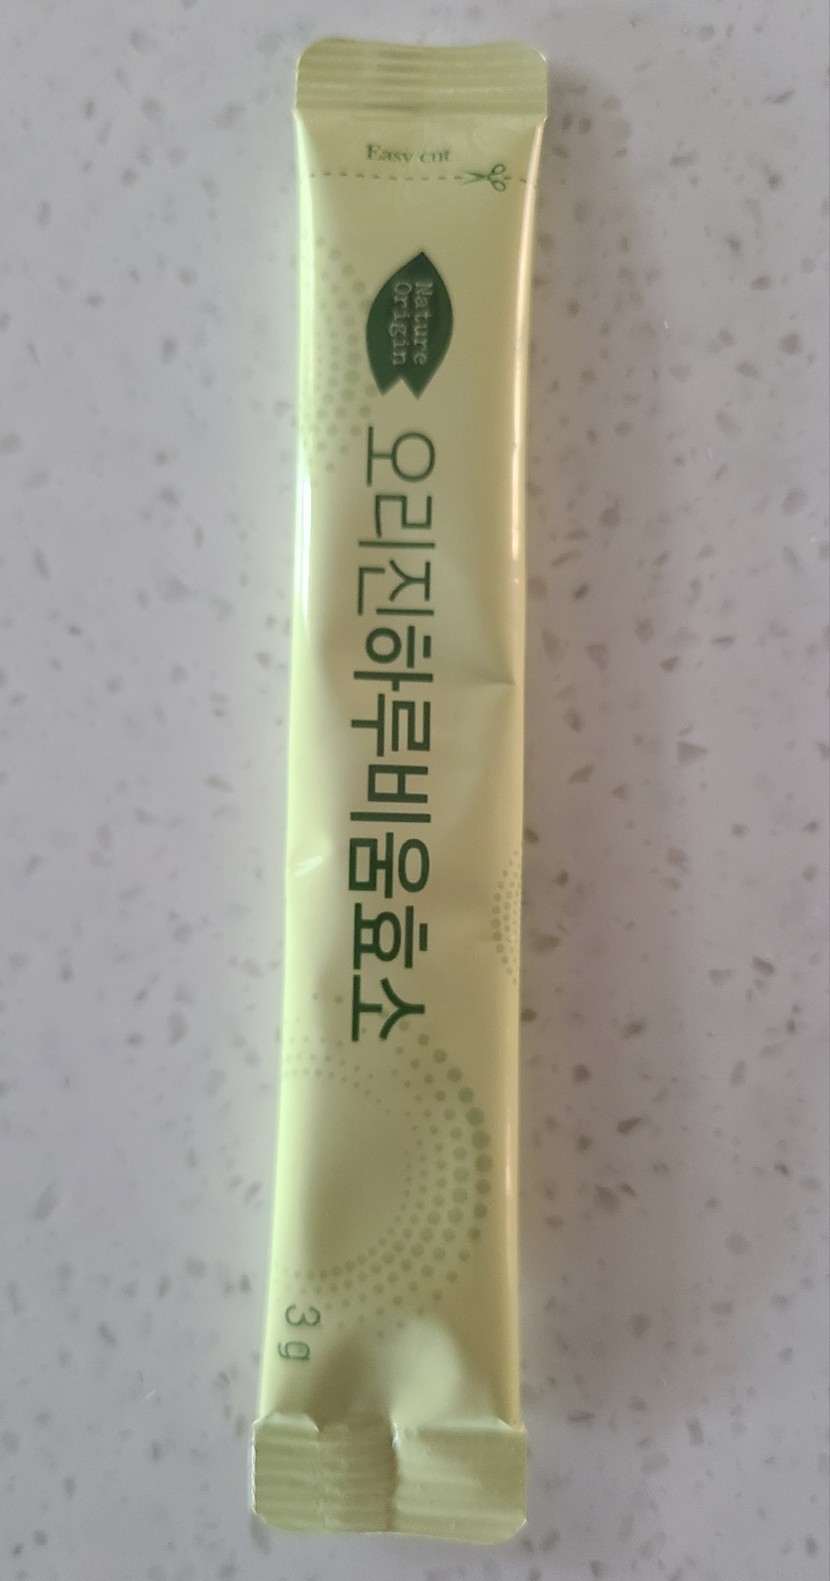 Easy cut
Nature
Origin
오리진하루비움효소
3g